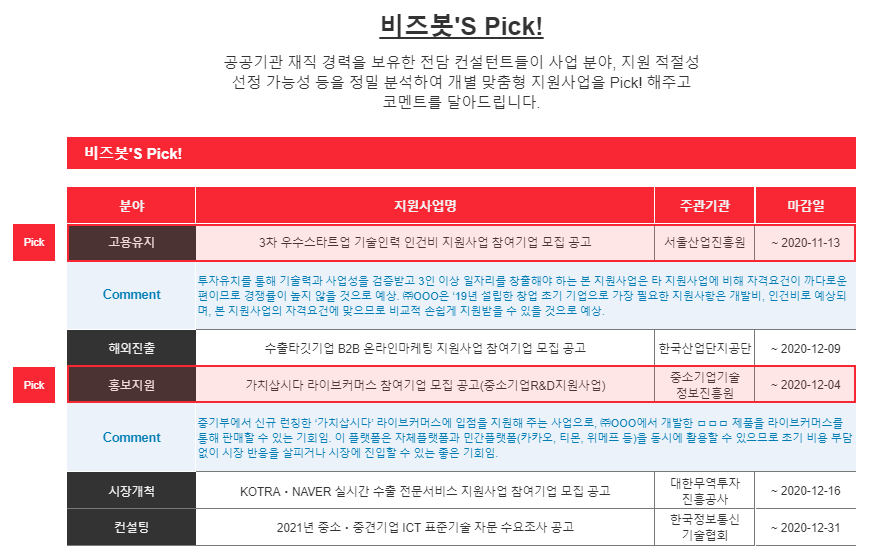 비즈봇'S Pick!
공공기관 재직 경력을 보유한 전담 컨설턴트들이 사업 분야, 지원 적절성
선정 가능성 등을 정밀 분석하여 개별 맞춤형 지원사업을 Pick! 해주고
코멘트를 달아드립니다.
비즈봇'S Pick!
분야 지원사업명 주관기관 마감일
Pick 고용유지 3차 우수스타트업 기술인력 인건비 지원사업 참여기업 모집 공고 서울산업진흥원 ~ 2020-11-13
Comment
투자유치를 통해 기술력과 사업성을 검증받고 3인 이상 일자리를 창출해야 하는 본 지원사업은 타 지원사업에 비해 자격요건이 까다로운
편이므로 경쟁률이 높지 않을 것으로 예상. ㈜OOO은 '19년 설립한 창업 초기 기업으로 가장 필요한 지원사항은 개발비, 인건비로 예상되
며, 본 지원사업의 자격요건에 맞으므로 비교적 손쉽게 지원받을 수 있을 것으로 예상.
해외진출 수출타깃기업 B2B 온라인마케팅 지원사업 참여기업 모집 공고 한국산업단지공단 ~ 2020-12-09
Pick 홍보지원 가치삽시다 라이브커머스 참여기업 모집 공고(중소기업R&D지원사업) 중소기업기술
정보진흥원 ~ 2020-12-04
Comment
중기부에서 신규 런칭한 '가치삽시다' 라이브커머스에 입점을 지원해 주는 사업으로, ㈜OOO에서 개발한 ㅁㅁㅁ 제품을 라이브커머스를
통해 판매할 수 있는 기회임. 이 플랫폼은 자체플랫폼과 민간플랫폼(카카오, 티몬, 위메프 등)을 동시에 활용할 수 있으므로 초기 비용 부담
없이 시장 반응을 살피거나 시장에 진입할 수 있는 좋은 기회임.
시장개척 KOTRA・NAVER 실시간 수출 전문서비스 지원사업 참여기업 모집 공고 대한무역투자
진흥공사 ~ 2020-12-16
컨설팅 2021년 중소・중견기업 ICT 표준기술 자문 수요조사 공고 한국정보통신
기술협회 ~ 2020-12-31